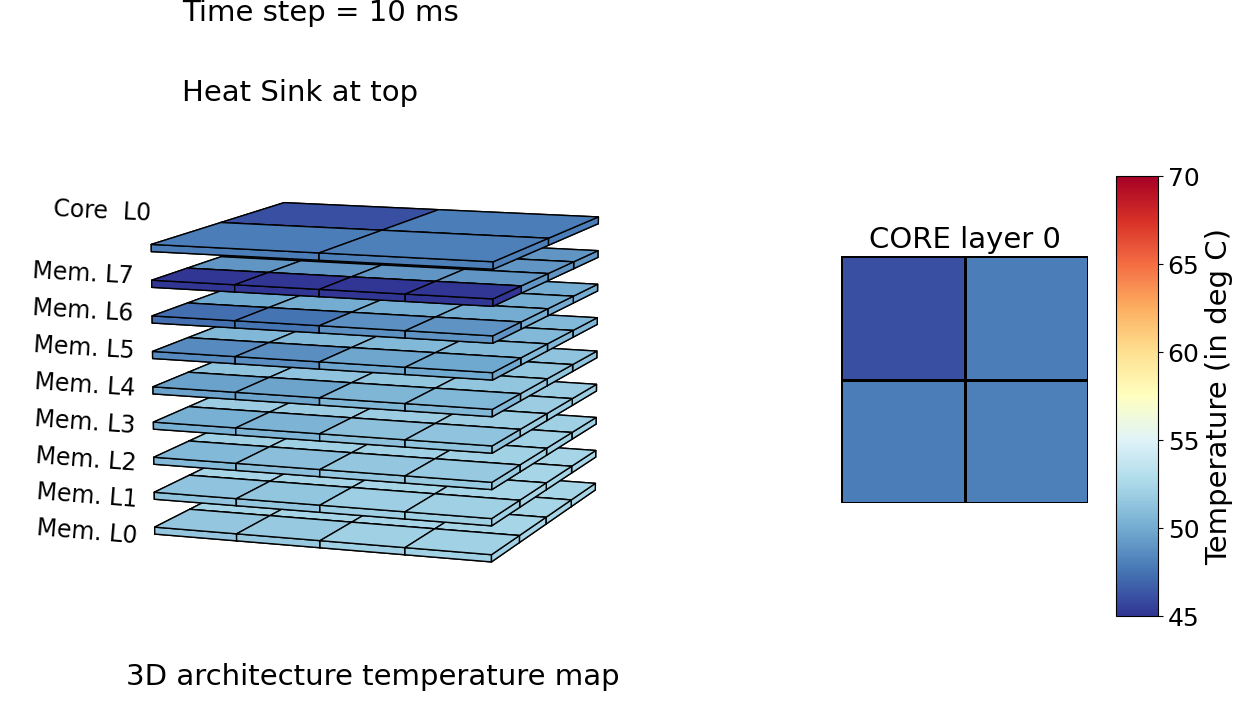 Time step = 10 ms
Heat Sink at top
Core  L0
Mem. L7
Mem. L6
Mem. L5
Mem. L4
Mem. L3
Mem. L2
Mem. L1
Mem. L0
3D architecture temperature map
CORE layer 0
70
65
60
55
50
45
Temperature (in deg C)